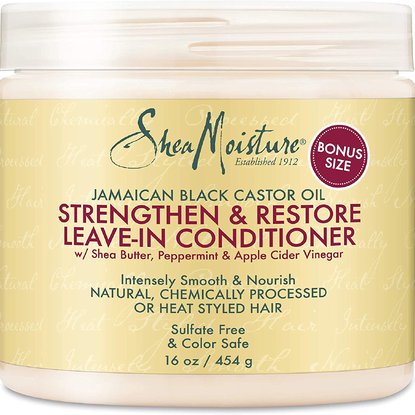 SheaMoisture®
Established 1912
BONUS
SIZE
JAMAICAN BLACK CASTOR OIL
STRENGTHEN & RESTORE
LEAVE-IN CONDITIONER
w/ Shea Butter, Peppermint & Apple Cider Vinegar
Intensely Smooth & Nourish
NATURAL, CHEMICALLY PROCESSED
OR HEAT STYLED HAIR
Sulfate Free
& Color Safe
16 oz / 454 g